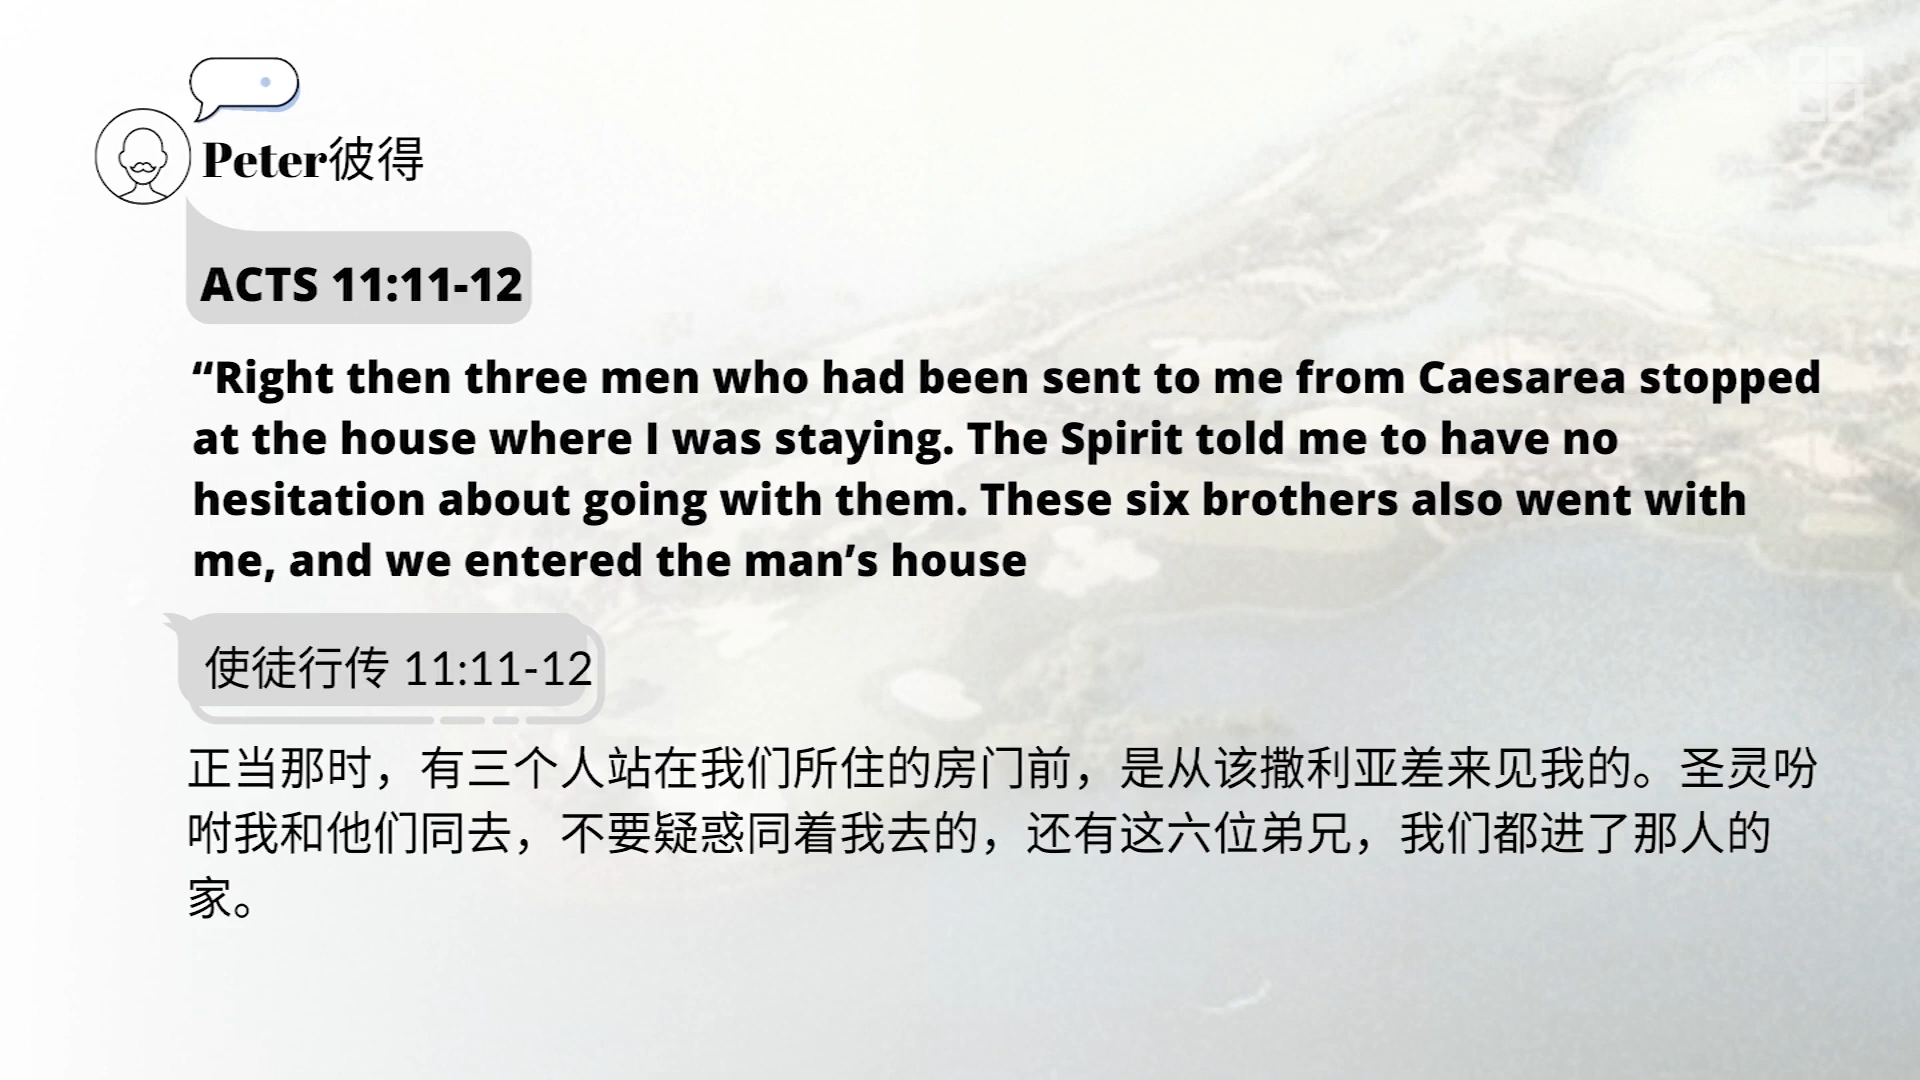 Peter彼得
ACTS 11:11-12
“Right then three men who had been sent to me from Caesarea stopped
at the house where I was staying. The Spirit told me to have no
hesitation about going with them. These six brothers also went with
me, and we entered the man’s house
使徒行传 11:11-12
正当那时，有三个人站在我们所住的房门前，是从该撒利亚差来见我的。圣灵吩
咐我和他们同去，不要疑惑同着我去的，还有这六位弟兄，我们都进了那人的
家。